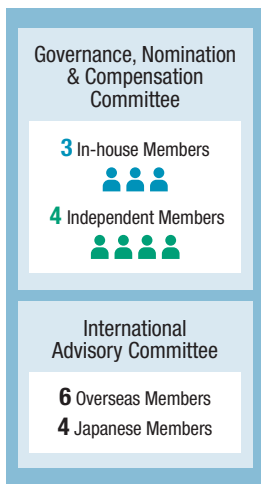 Governance, Nomination
& Compensation
Committee
3 In-house Members
4 Independent Members
International
Advisory Committee
6 Overseas Members
4 Japanese Members